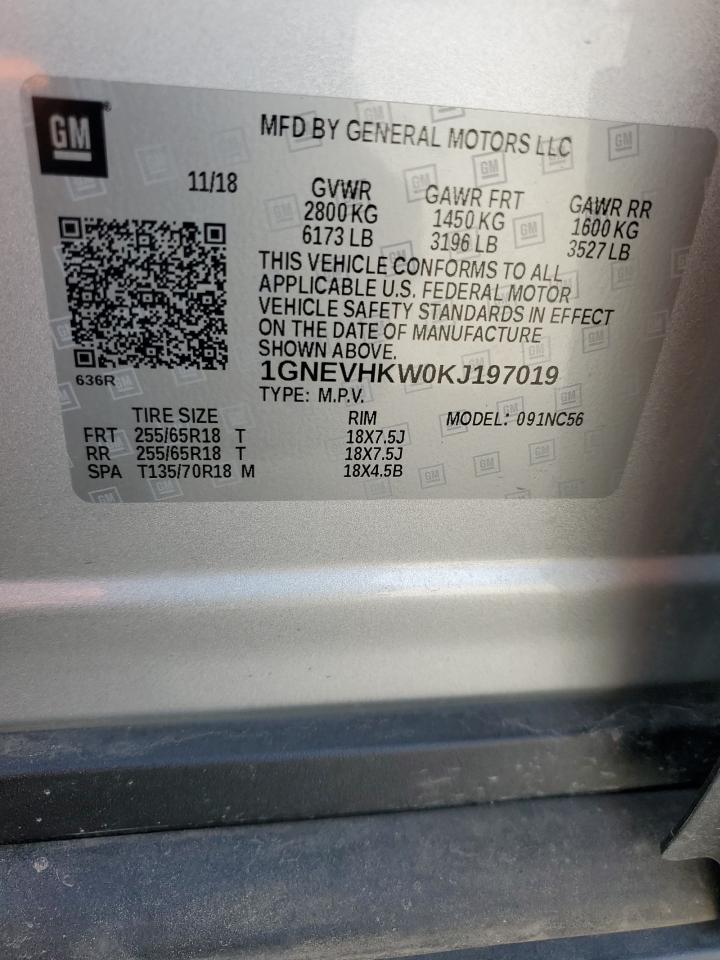 GM
MFD BY GENERAL MOTORS LLC
11/18
GVWR
2800 KG
6173 LB
GAWR FRT
1450 KG
3196 LB
GAWR RR
1600 KG
3527 LB
THIS VEHICLE CONFORMS TO ALL
APPLICABLE U.S. FEDERAL MOTOR
VEHICLE SAFETY STANDARDS IN EFFECT
ON THE DATE OF MANUFACTURE
SHOWN ABOVE.
636R
1GNEVHKW0KJ197019
TYPE: M.P.V.
TIRE SIZE RIM MODEL: 091NC56
FRT 255/65R18 T 18X7.5J
RR 255/65R18 T 18X7.5J
SPA T135/70R18 M 18X4.5B